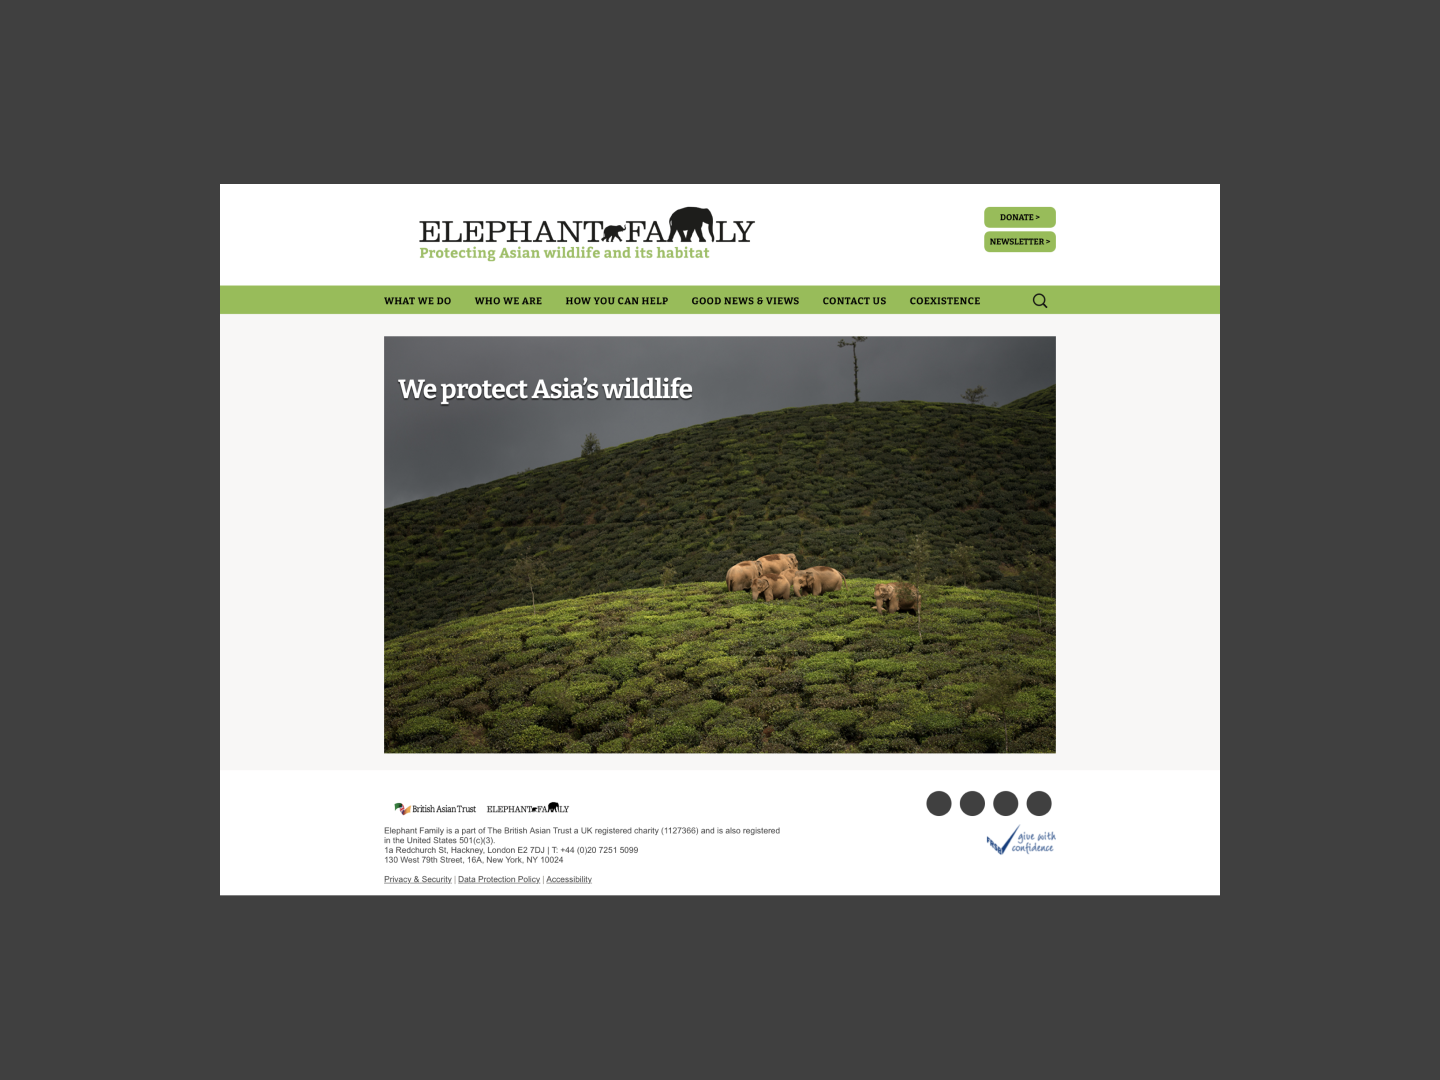 ELEPHANT FAMILY
Protecting Asian wildlife and its habitat
DONATE >
NEWSLETTER >
WHAT WE DO
WHO WE ARE
HOW YOU CAN HELP
GOOD NEWS & VIEWS
CONTACT US
COEXISTENCE
We protect Asia’s wildlife
British Asian Trust
ELEPHANT FAMILY
Elephant Family is a part of The British Asian Trust a UK registered charity (1127366) and is also registered
in the United States 501(c)(3).
1a Redchurch St, Hackney, London E2 7DJ | T: +44 (0)20 7251 5099
130 West 79th Street, 16A, New York, NY 10024
Privacy & Security | Data Protection Policy | Accessibility
give with
confidence